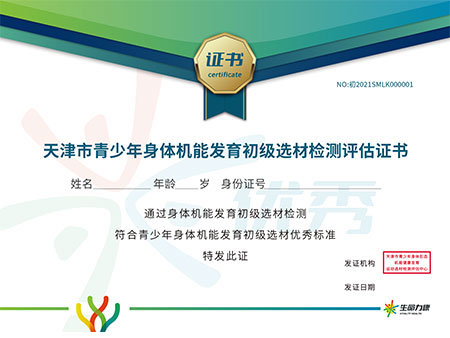 证书
certificate
NO:初2021SMLK000001
天津市青少年身体机能发育初级选材检测评估证书
姓名 年龄 岁 身份证号
优秀
通过身体机能发育初级选材检测
符合青少年身体机能发育初级选材优秀标准
特发此证
发证机构
发证日期
生命力康